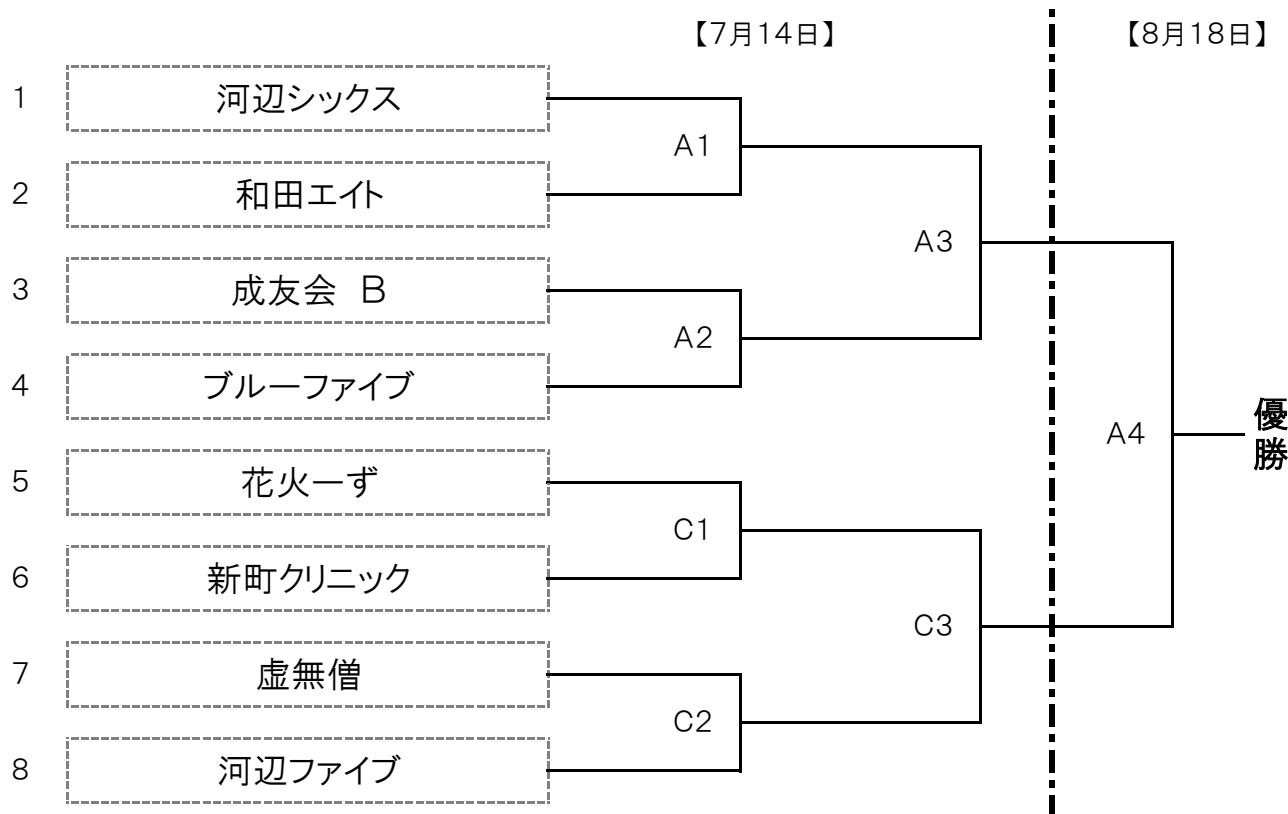 【7月14日】
【8月18日】
1
河辺シックス
A1
2
和田エイト
A3
3
成友会　B
A2
4
ブルーファイブ
A4
優勝
5
花火ーず
C1
6
新町クリニック
C3
7
虚無僧
C2
8
河辺ファイブ